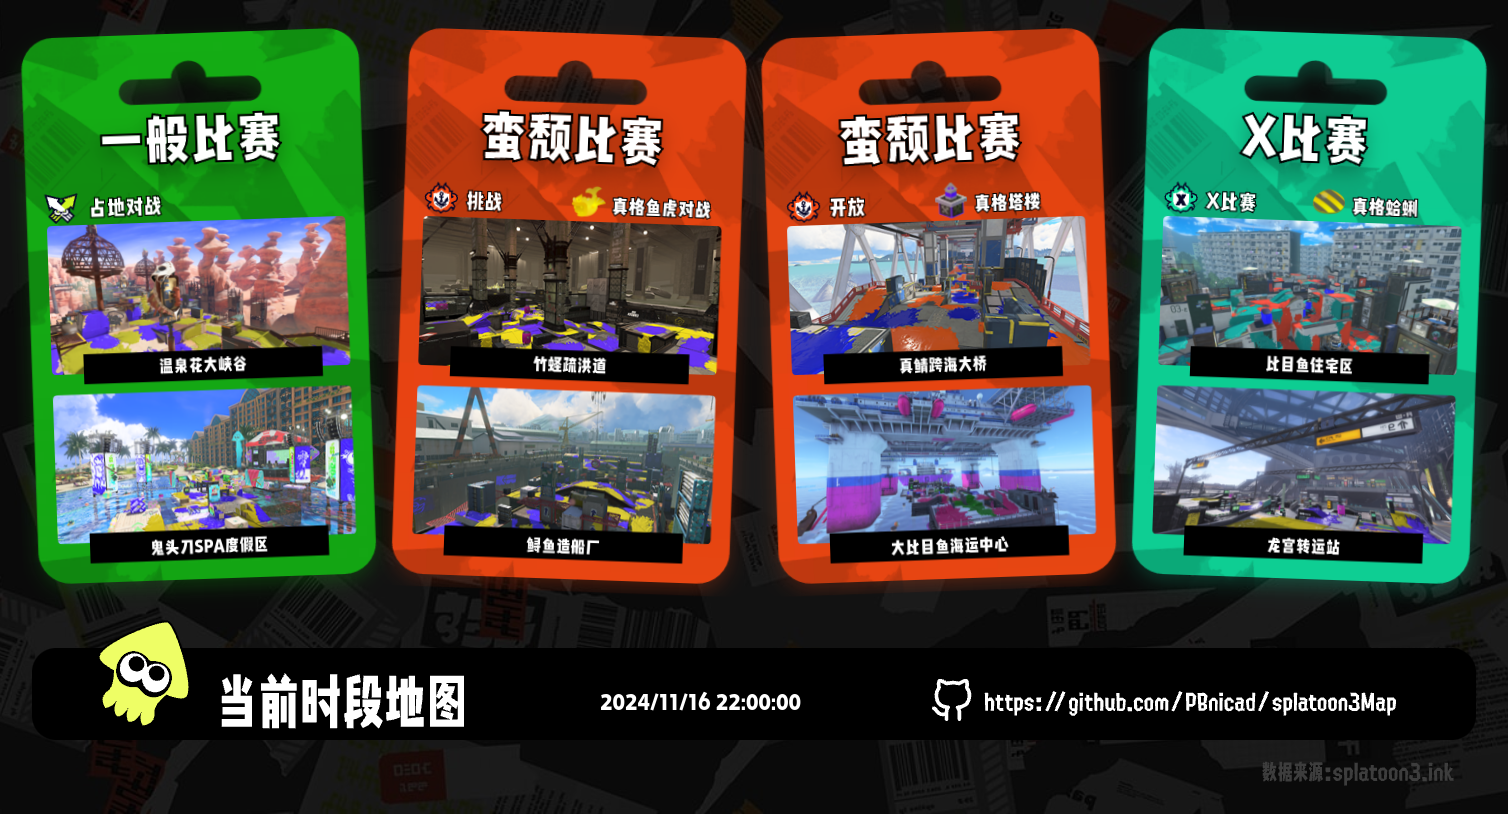 一般比赛
占地对战
温泉花大峡谷
鬼头刀SPA度假区
蛮颓比赛
挑战
真格鱼虎对战
竹蛏疏洪道
鲟鱼造船厂
蛮颓比赛
开放
真格塔楼
真鲷跨海大桥
大比目鱼海运中心
X比赛
X比赛
真格蛤蜊
比目鱼住宅区
龙宫转运站
当前时段地图
2024/11/16 22:00:00
https://github.com/PBnicad/splatoon3Map
数据来源:splatoon3.ink